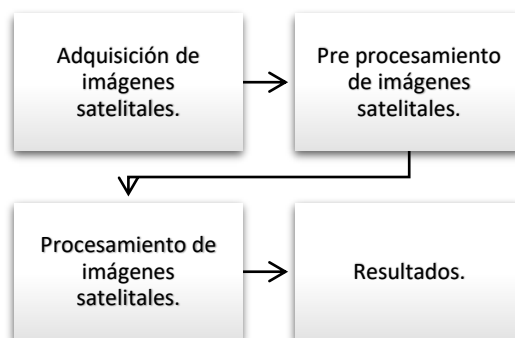 Adquisición de
imágenes
satelitales.
Pre procesamiento
de imágenes
satelitales.
Procesamiento de
imágenes
satelitales.
Resultados.